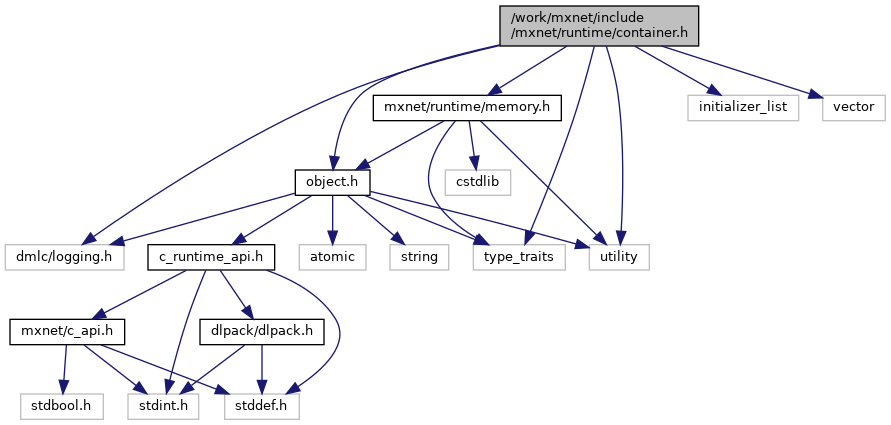 /work/mxnet/include
/mxnet/runtime/container.h
mxnet/runtime/memory.h
initializer_list
vector
object.h
cstdlib
dmlc/logging.h
c_runtime_api.h
atomic
string
type_traits
utility
mxnet/c_api.h
dlpack/dlpack.h
stdbool.h
stdint.h
stddef.h